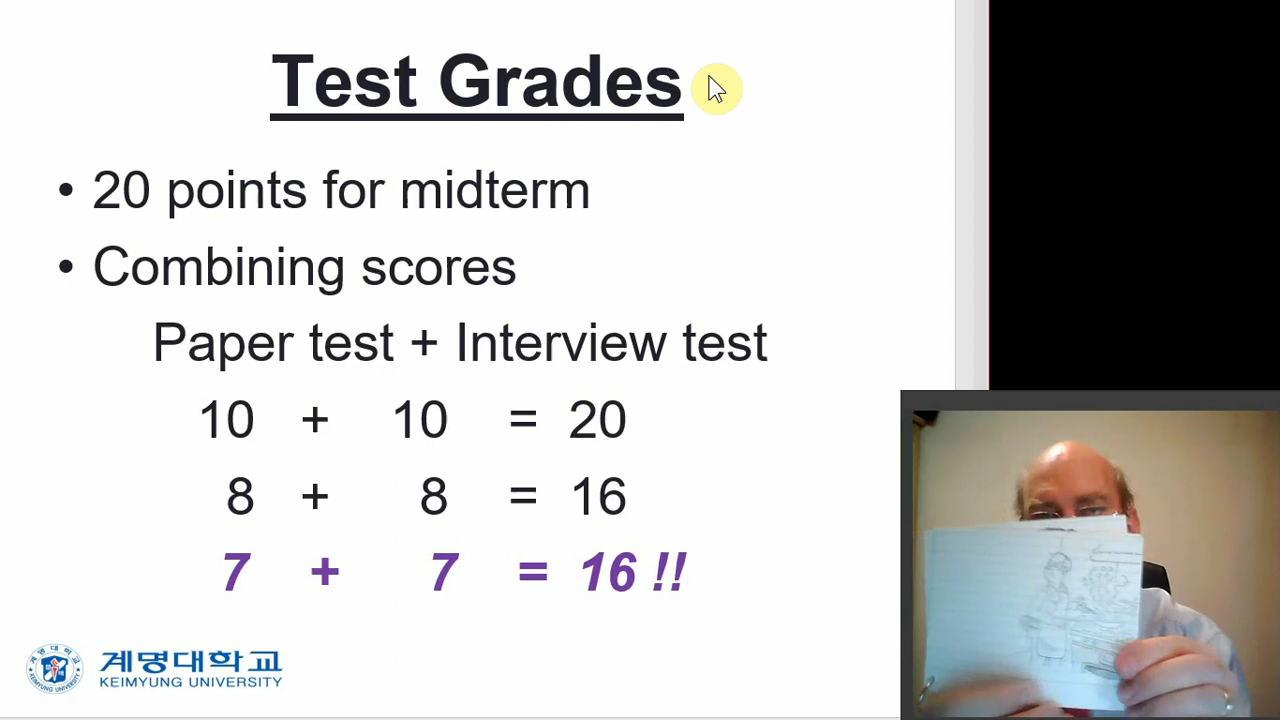 Test Grades
• 20 points for midterm
• Combining scores
Paper test + Interview test
10 + 10 = 20
8 + 8 = 16
7 + 7 = 16 !!
계명대학교
KEIMYUNG UNIVERSITY